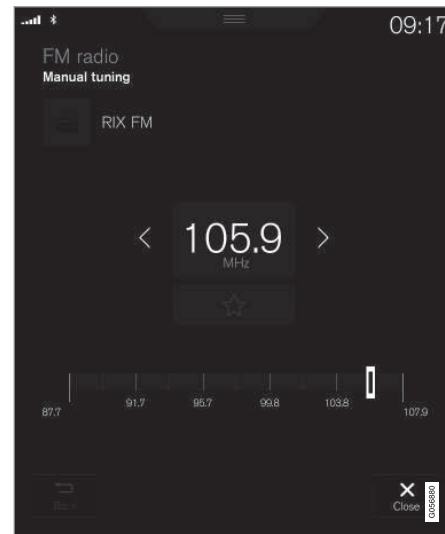 09:17
FM radio
Manual tuning
RIX FM
105.9
MHz
87.7 91.7 95.7 99.8 103.8 107.9
Back
Close
G056880